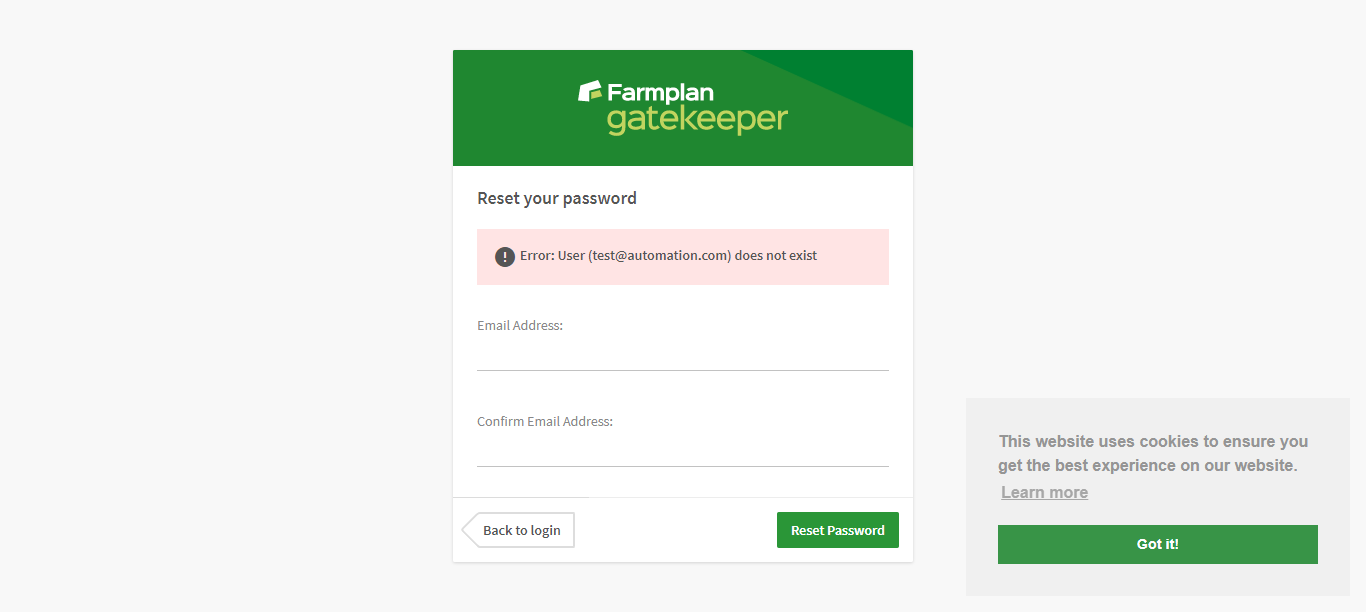 Farmplan
gatekeeper
Reset your password
Error: User (test@automation.com) does not exist
Email Address:
Confirm Email Address:
Back to login
Reset Password
This website uses cookies to ensure you
get the best experience on our website.
Learn more
Got it!